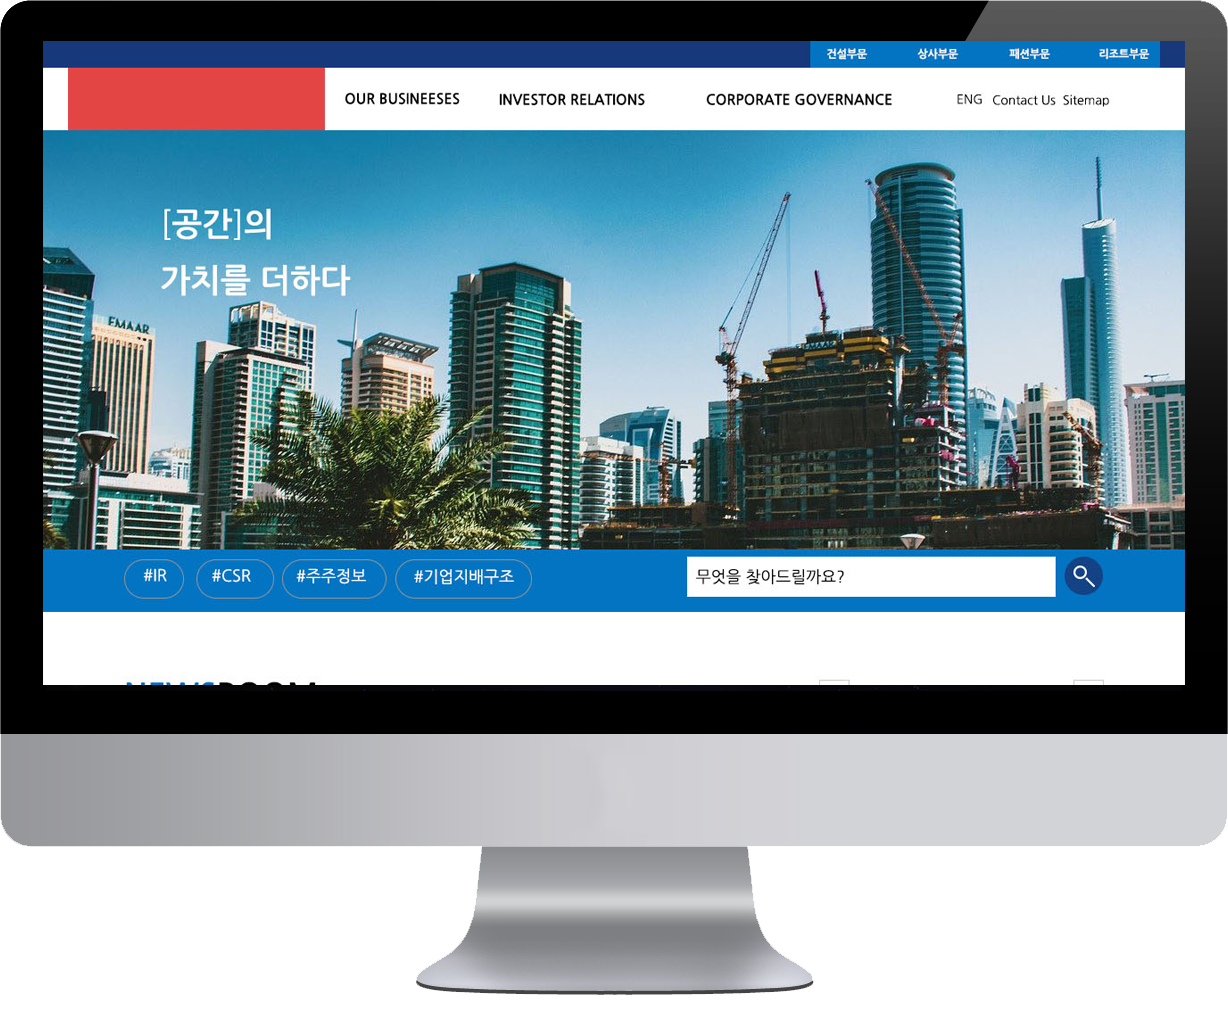 건설부문 상사부문 패션부문 리조트부문
OUR BUSINEESES INVESTOR RELATIONS CORPORATE GOVERNANCE ENG Contact Us Sitemap
[공간]의
가치를 더하다
EMAAR
EMAAR
#IR #CSR #주주정보 #기업지배구조 무엇을 찾아드릴까요?
NEWSROOM